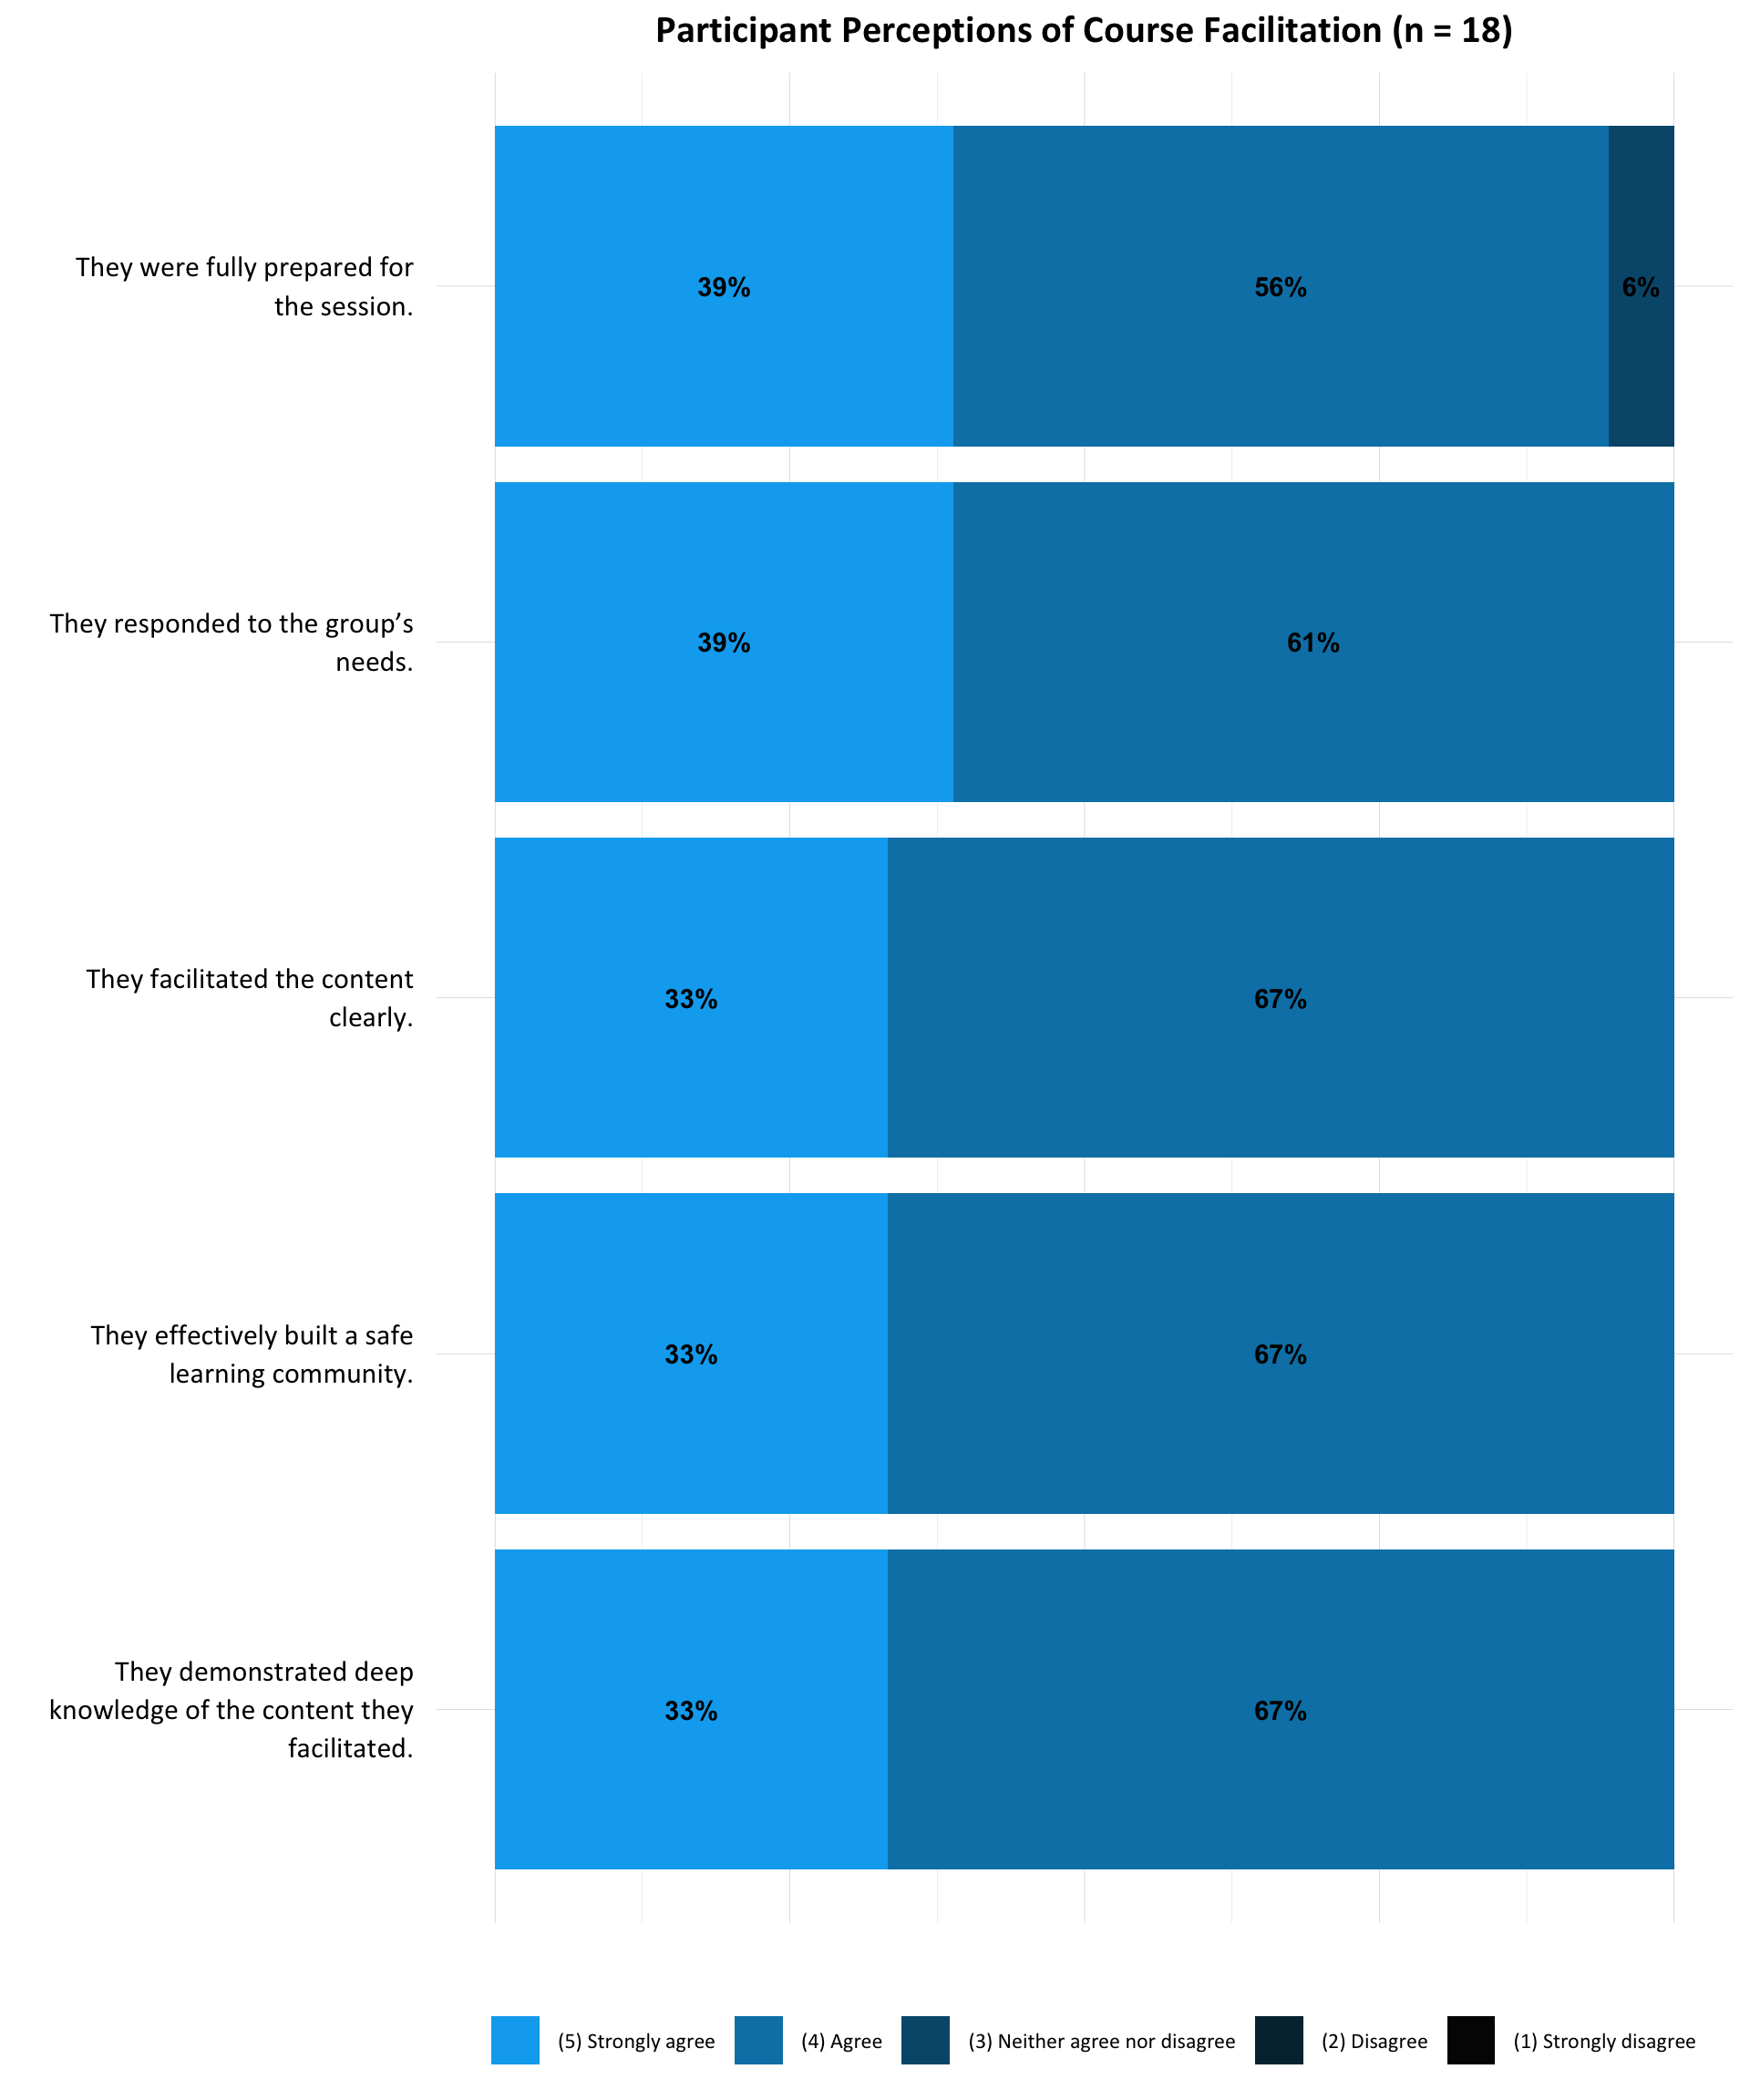 Participant Perceptions of Course Facilitation (n = 18)
They were fully prepared for
the session.
39%
56%
6%
They responded to the group’s
needs.
39%
61%
They facilitated the content
clearly.
33%
67%
They effectively built a safe
learning community.
33%
67%
They demonstrated deep
knowledge of the content they
facilitated.
33%
67%
(5) Strongly agree
(4) Agree
(3) Neither agree nor disagree
(2) Disagree
(1) Strongly disagree